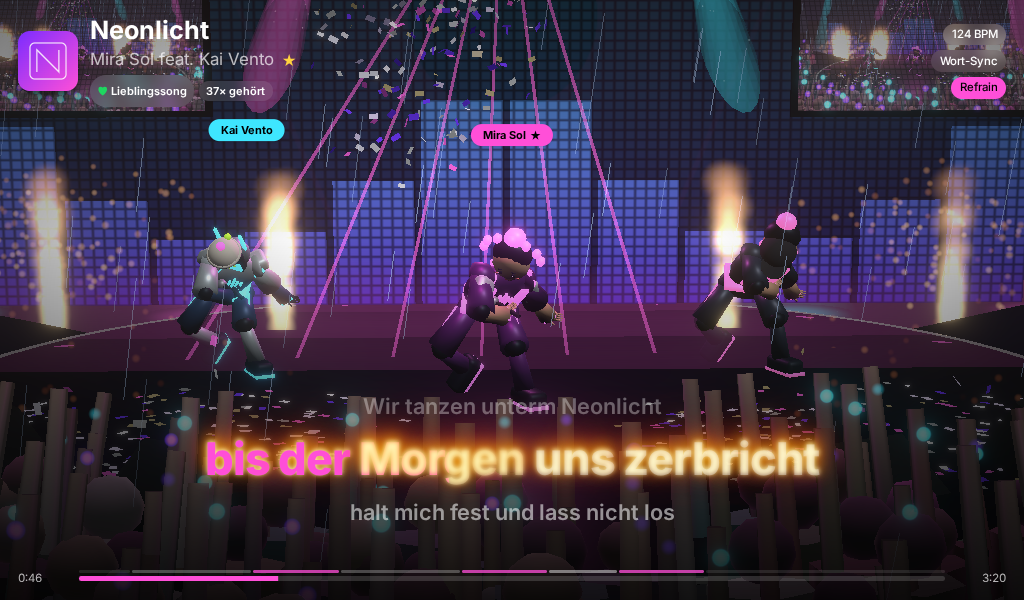 Neonlicht
Mira Sol feat. Kai Vento ★
Lieblingssong
37× gehört
124 BPM
Wort-Sync
Refrain
N
Kai Vento
Mira Sol ★
Wir tanzen unterm Neonlicht
bis der Morgen uns zerbricht
halt mich fest und lass nicht los
0:46
3:20